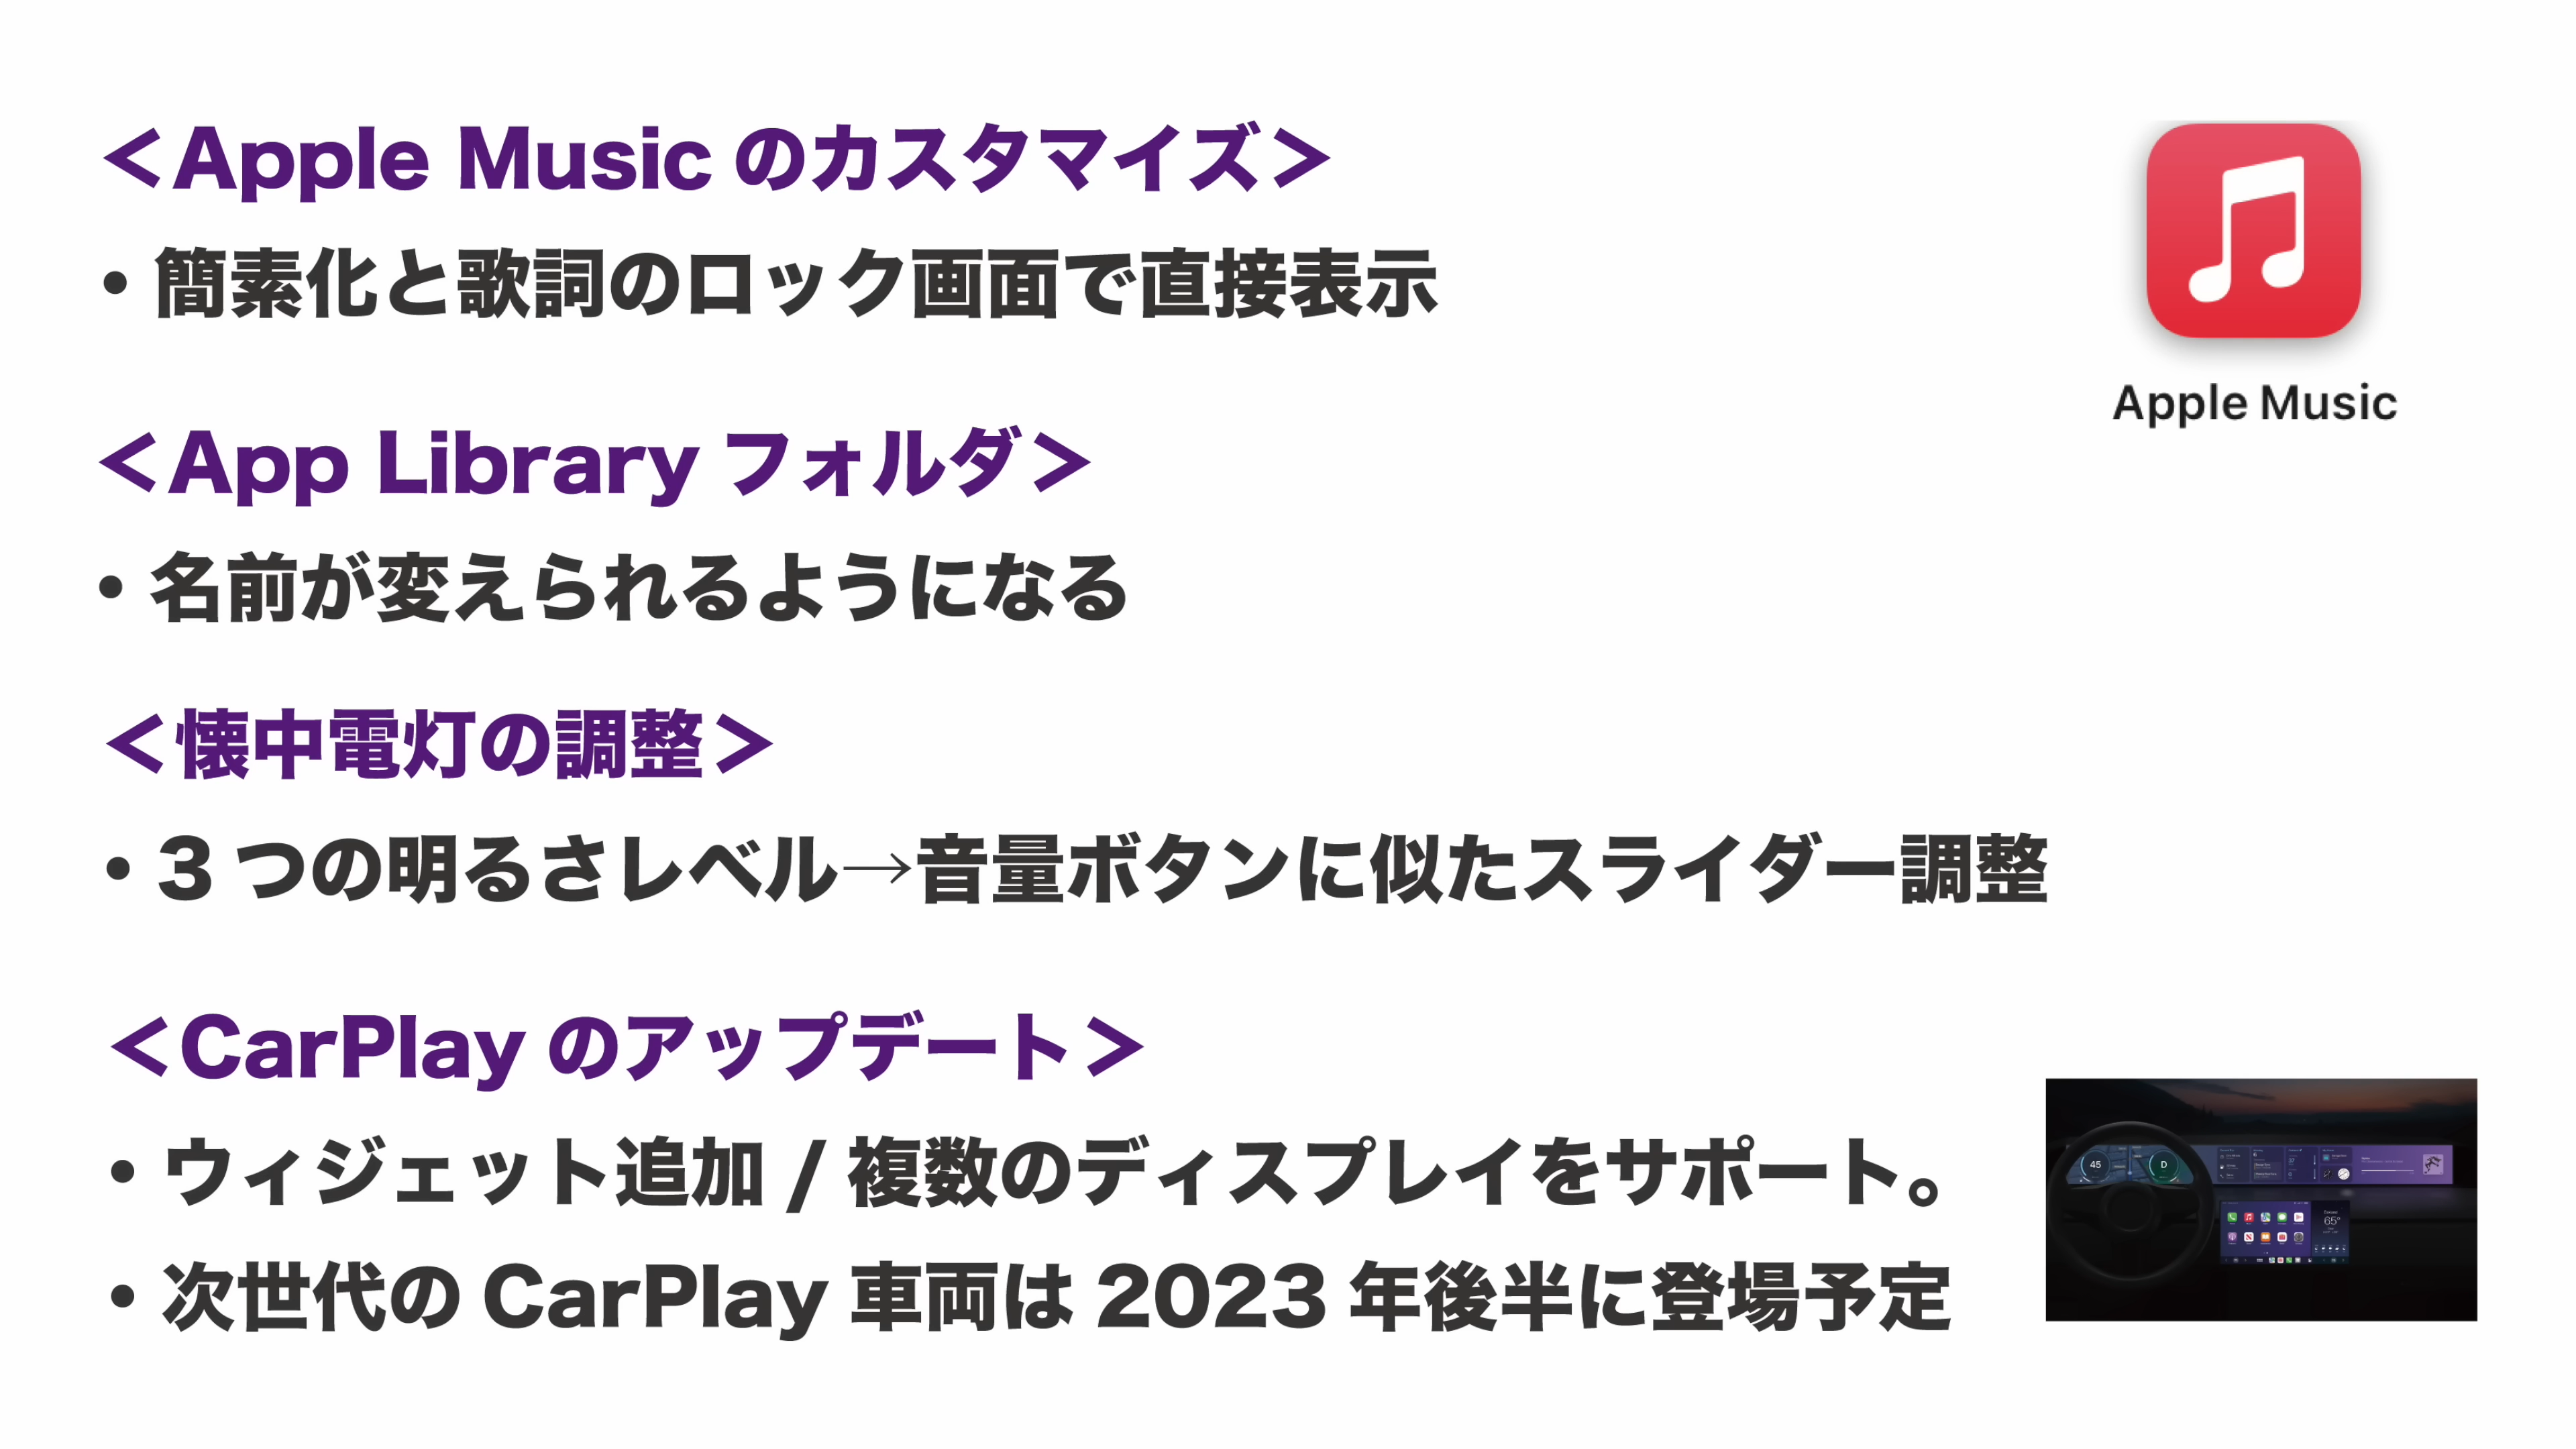 ＜Apple Music のカスタマイズ＞
・簡素化と歌詞のロック画面で直接表示
Apple Music
＜App Library フォルダ＞
・名前が変えられるようになる
＜懐中電灯の調整＞
・3 つの明るさレベル→音量ボタンに似たスライダー調整
＜CarPlay のアップデート＞
・ウィジェット追加 / 複数のディスプレイをサポート。
・次世代の CarPlay 車両は 2023 年後半に登場予定
45
D
65°